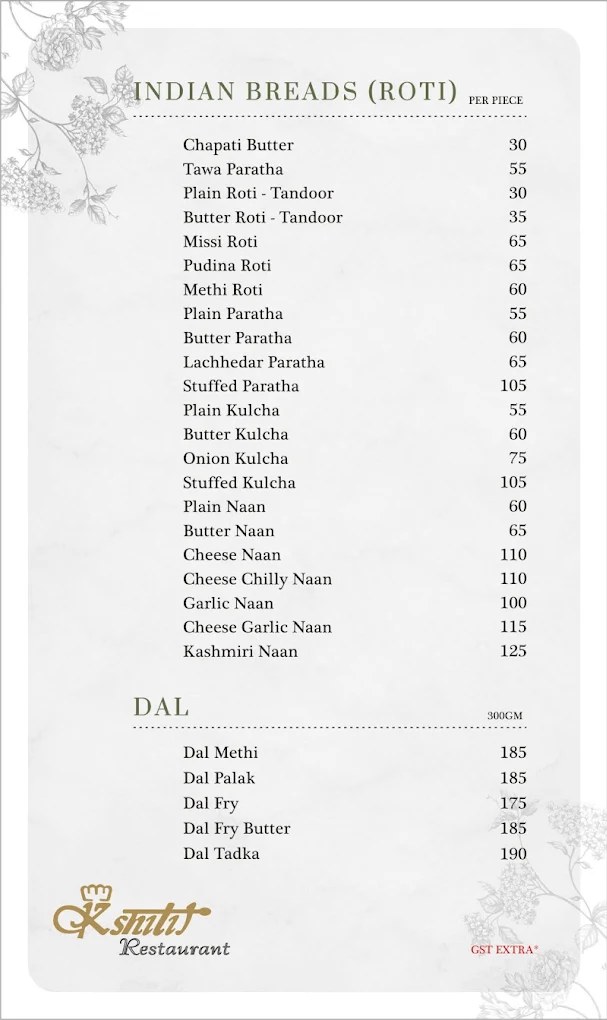 INDIAN BREADS (ROTI) PER PIECE
Chapati Butter 30
Tawa Paratha 55
Plain Roti - Tandoor 30
Butter Roti - Tandoor 35
Missi Roti 65
Pudina Roti 65
Methi Roti 60
Plain Paratha 55
Butter Paratha 60
Lachhedar Paratha 65
Stuffed Paratha 105
Plain Kulcha 55
Butter Kulcha 60
Onion Kulcha 75
Stuffed Kulcha 105
Plain Naan 60
Butter Naan 65
Cheese Naan 110
Cheese Chilly Naan 110
Garlic Naan 100
Cheese Garlic Naan 115
Kashmiri Naan 125
DAL 300GM
Dal Methi 185
Dal Palak 185
Dal Fry 175
Dal Fry Butter 185
Dal Tadka 190
Kshitit
Restaurant
GST EXTRA*